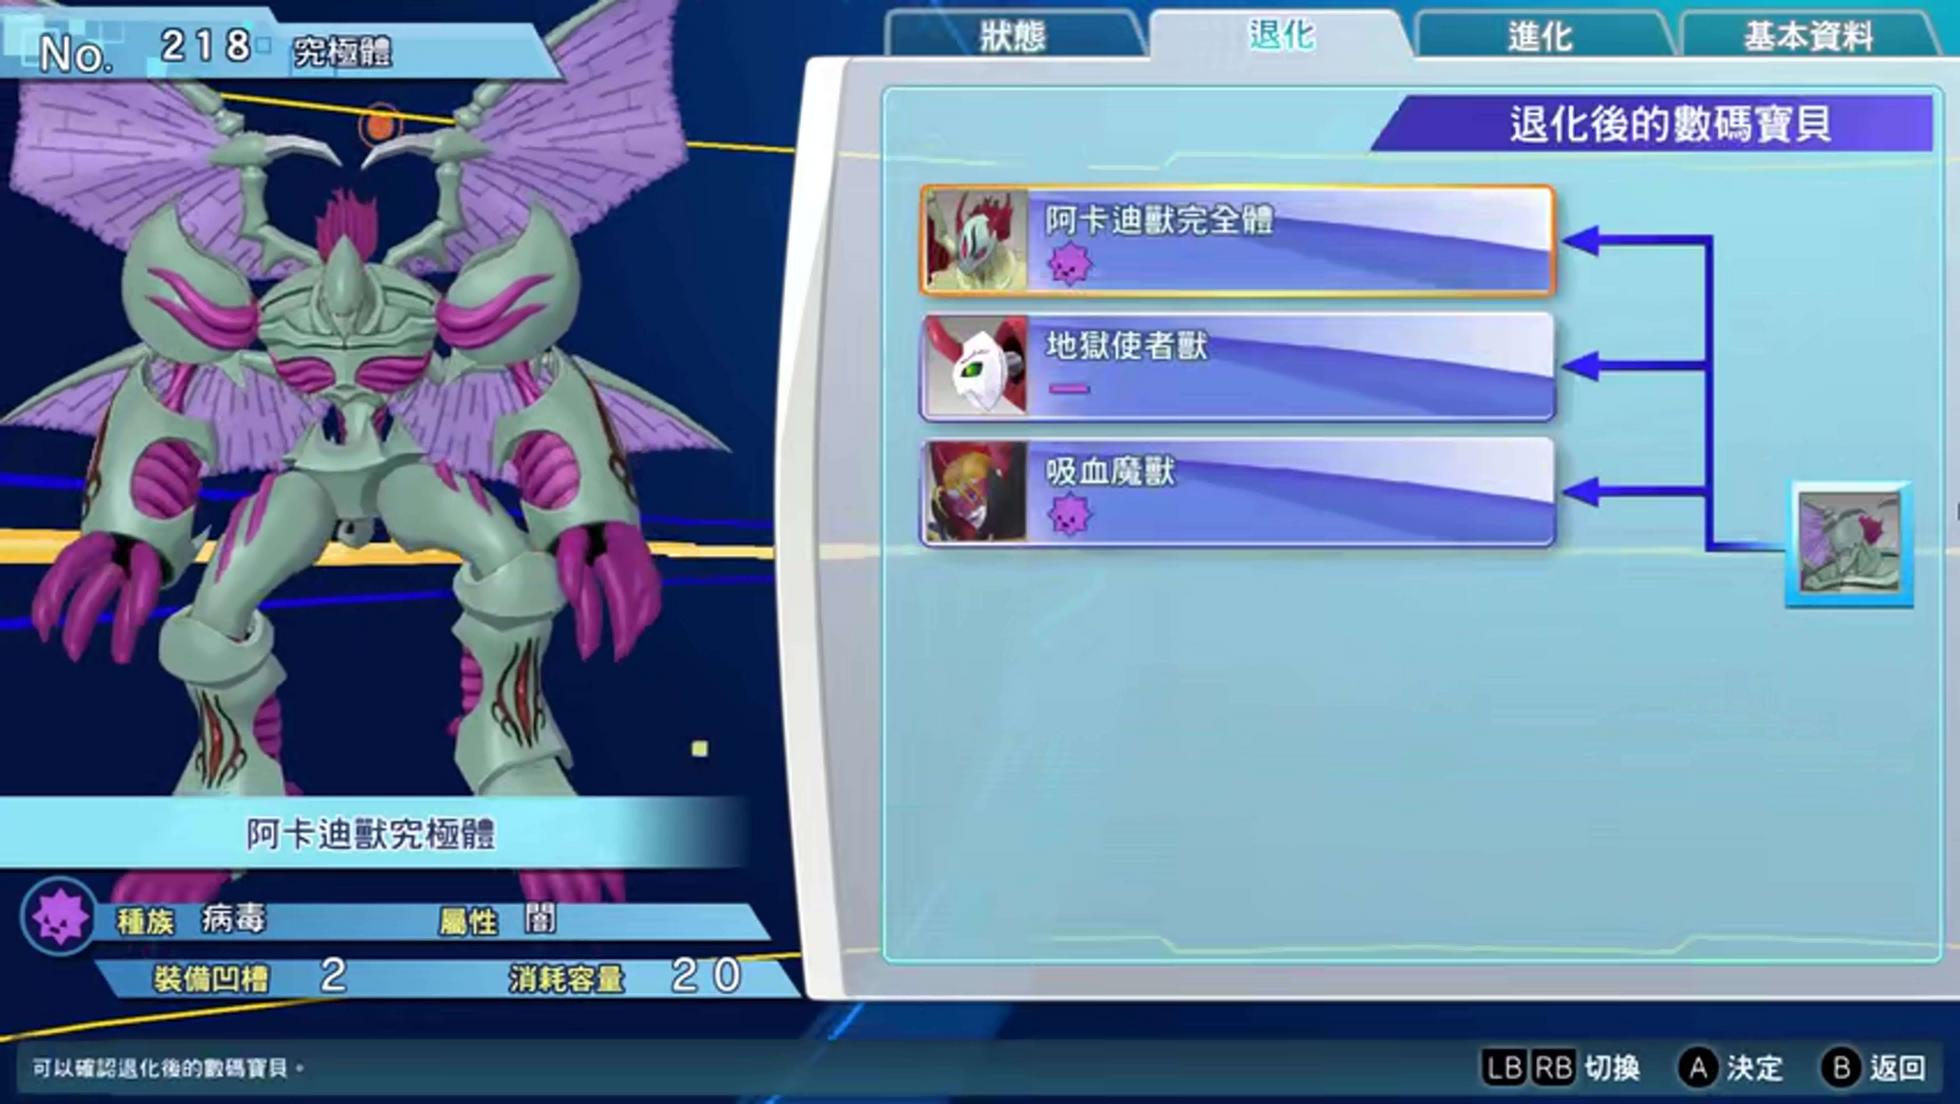 No. 218 究極體
狀態 退化 進化 基本資料
退化後的數碼寶貝
阿卡迪獸完全體
地獄使者獸
吸血魔獸
阿卡迪獸究極體
種族 病毒 屬性 闇
裝備凹槽 2 消耗容量 20
可以確認退化後的數碼寶貝。
LB RB 切換 A 決定 B 返回